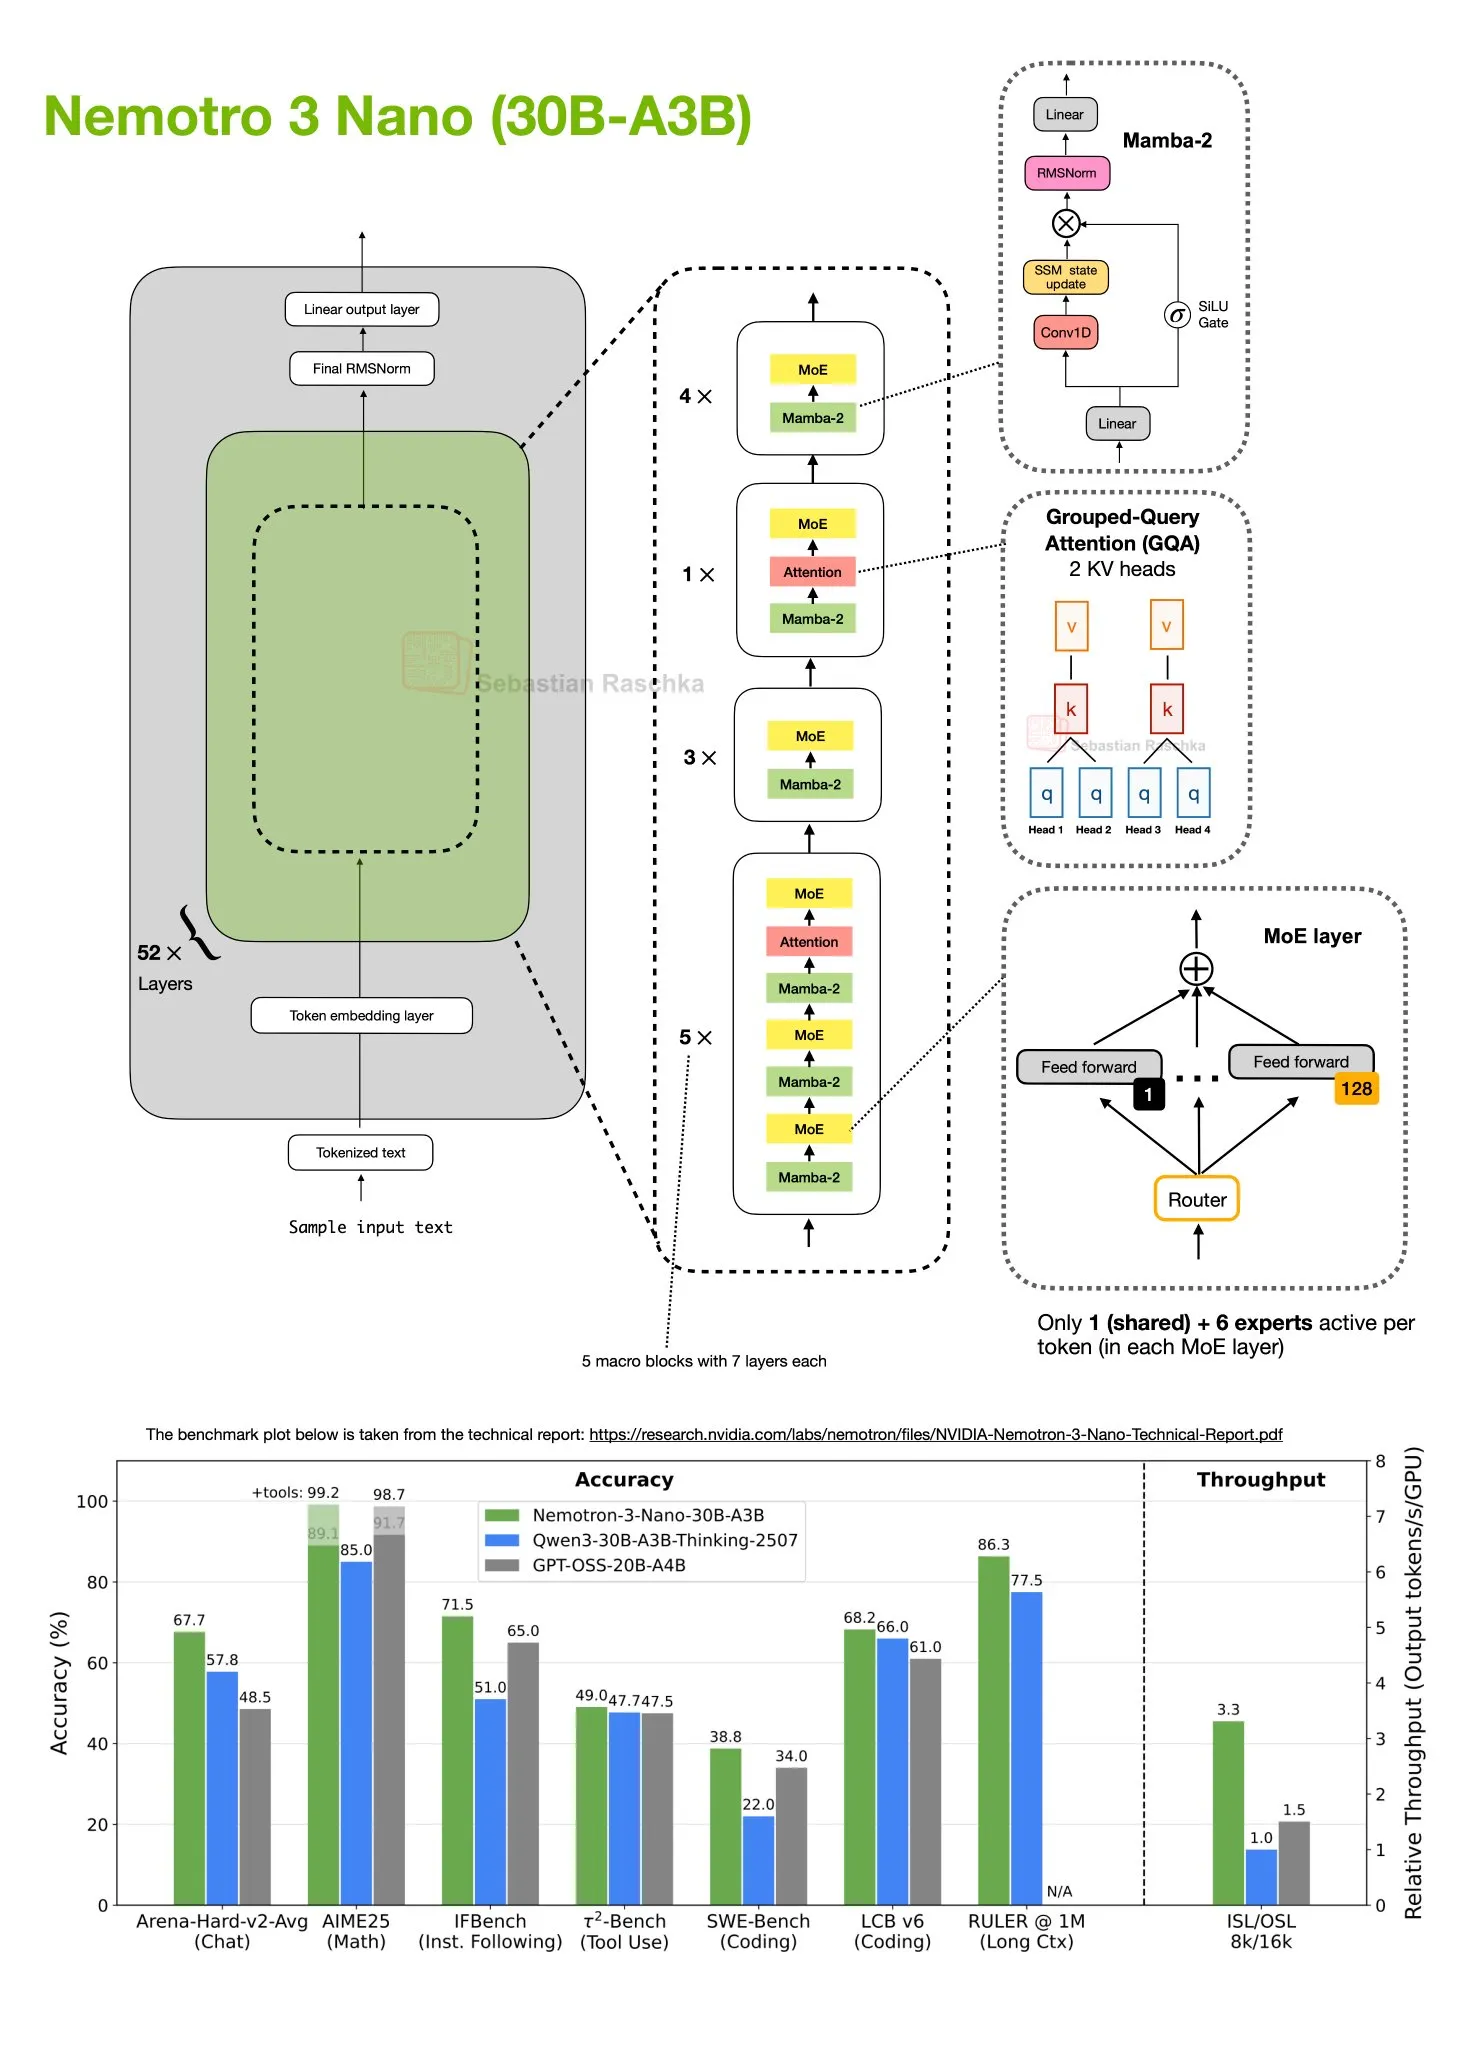 Nemotro 3 Nano (30B-A3B)
Linear output layer
Final RMSNorm
52 ×
Layers
Token embedding layer
Tokenized text
Sample input text
Sebastian Raschka
4 ×
MoE
Mamba-2
1 ×
MoE
Attention
Mamba-2
3 ×
MoE
Mamba-2
5 ×
MoE
Attention
Mamba-2
MoE
Mamba-2
MoE
Mamba-2
5 macro blocks with 7 layers each
Mamba-2
Linear
RMSNorm
SSM state
update
Conv1D
σ
SiLU
Gate
Linear
Grouped-Query
Attention (GQA)
2 KV heads
v v
k k
Sebastian Raschka
q q q q
Head 1 Head 2 Head 3 Head 4
MoE layer
Feed forward
1
Feed forward
128
Router
Only 1 (shared) + 6 experts active per
token (in each MoE layer)
The benchmark plot below is taken from the technical report: https://research.nvidia.com/labs/nemotron/files/NVIDIA-Nemotron-3-Nano-Technical-Report.pdf
Accuracy
Throughput
Nemotron-3-Nano-30B-A3B
Qwen3-30B-A3B-Thinking-2507
GPT-OSS-20B-A4B
Accuracy (%)
100
80
60
40
20
0
67.7
57.8
48.5
+tools: 99.2
89.1
85.0
98.7
91.7
71.5
51.0
65.0
49.0
47.7
47.5
38.8
22.0
34.0
68.2
66.0
61.0
86.3
77.5
N/A
3.3
1.0
1.5
8
7
6
5
4
3
2
1
0
Relative Throughput (Output tokens/s/GPU)
Arena-Hard-v2-Avg
(Chat)
AIME25
(Math)
IFBench
(Inst. Following)
τ²-Bench
(Tool Use)
SWE-Bench
(Coding)
LCB v6
(Coding)
RULER @ 1M
(Long Ctx)
ISL/OSL
8k/16k